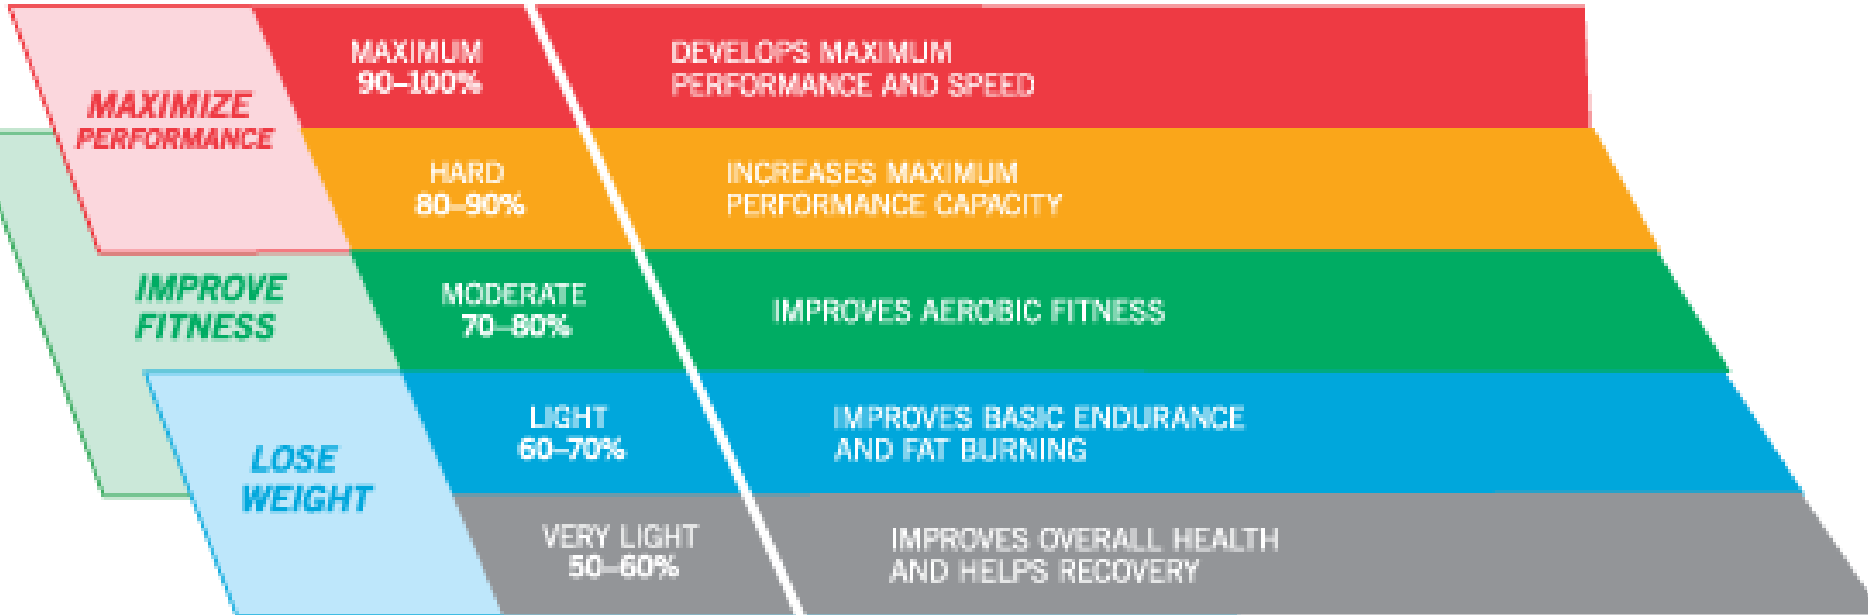 MAXIMIZE
PERFORMANCE
MAXIMUM
90–100%
DEVELOPS MAXIMUM
PERFORMANCE AND SPEED
HARD
80–90%
INCREASES MAXIMUM
PERFORMANCE CAPACITY
IMPROVE
FITNESS
MODERATE
70–80%
IMPROVES AEROBIC FITNESS
LOSE
WEIGHT
LIGHT
60–70%
IMPROVES BASIC ENDURANCE
AND FAT BURNING
VERY LIGHT
50–60%
IMPROVES OVERALL HEALTH
AND HELPS RECOVERY